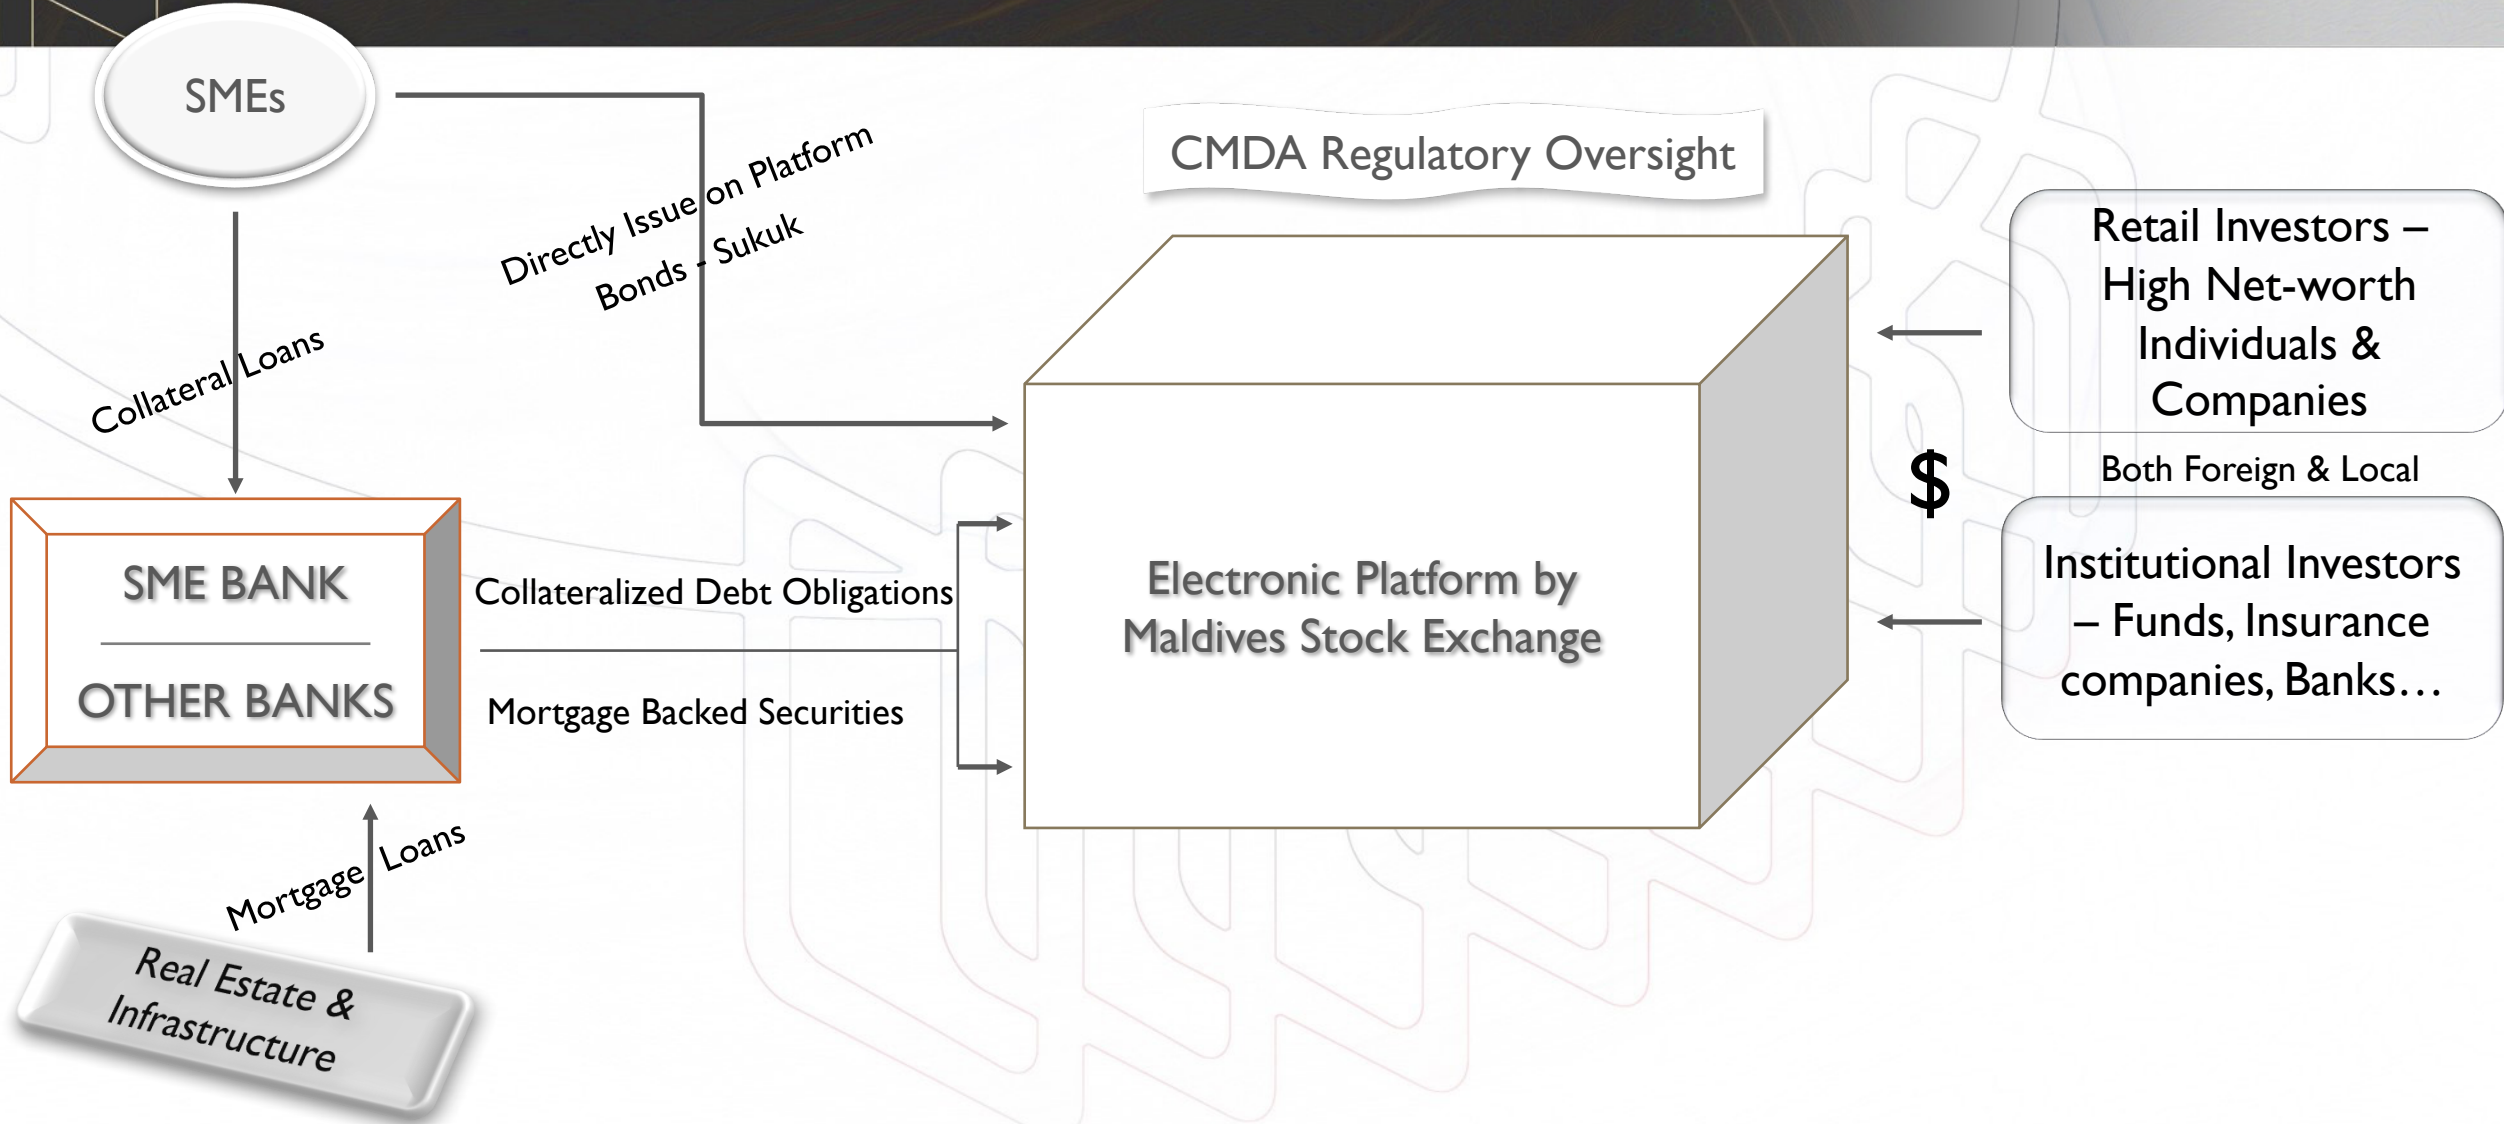 SMEs
Directly Issue on Platform
Bonds - Sukuk
CMDA Regulatory Oversight
Retail Investors –
High Net-worth
Individuals &
Companies
Collateral Loans
$
Both Foreign & Local
SME BANK
OTHER BANKS
Collateralized Debt Obligations
Mortgage Backed Securities
Electronic Platform by
Maldives Stock Exchange
Institutional Investors
– Funds, Insurance
companies, Banks…
Mortgage Loans
Real Estate &
Infrastructure